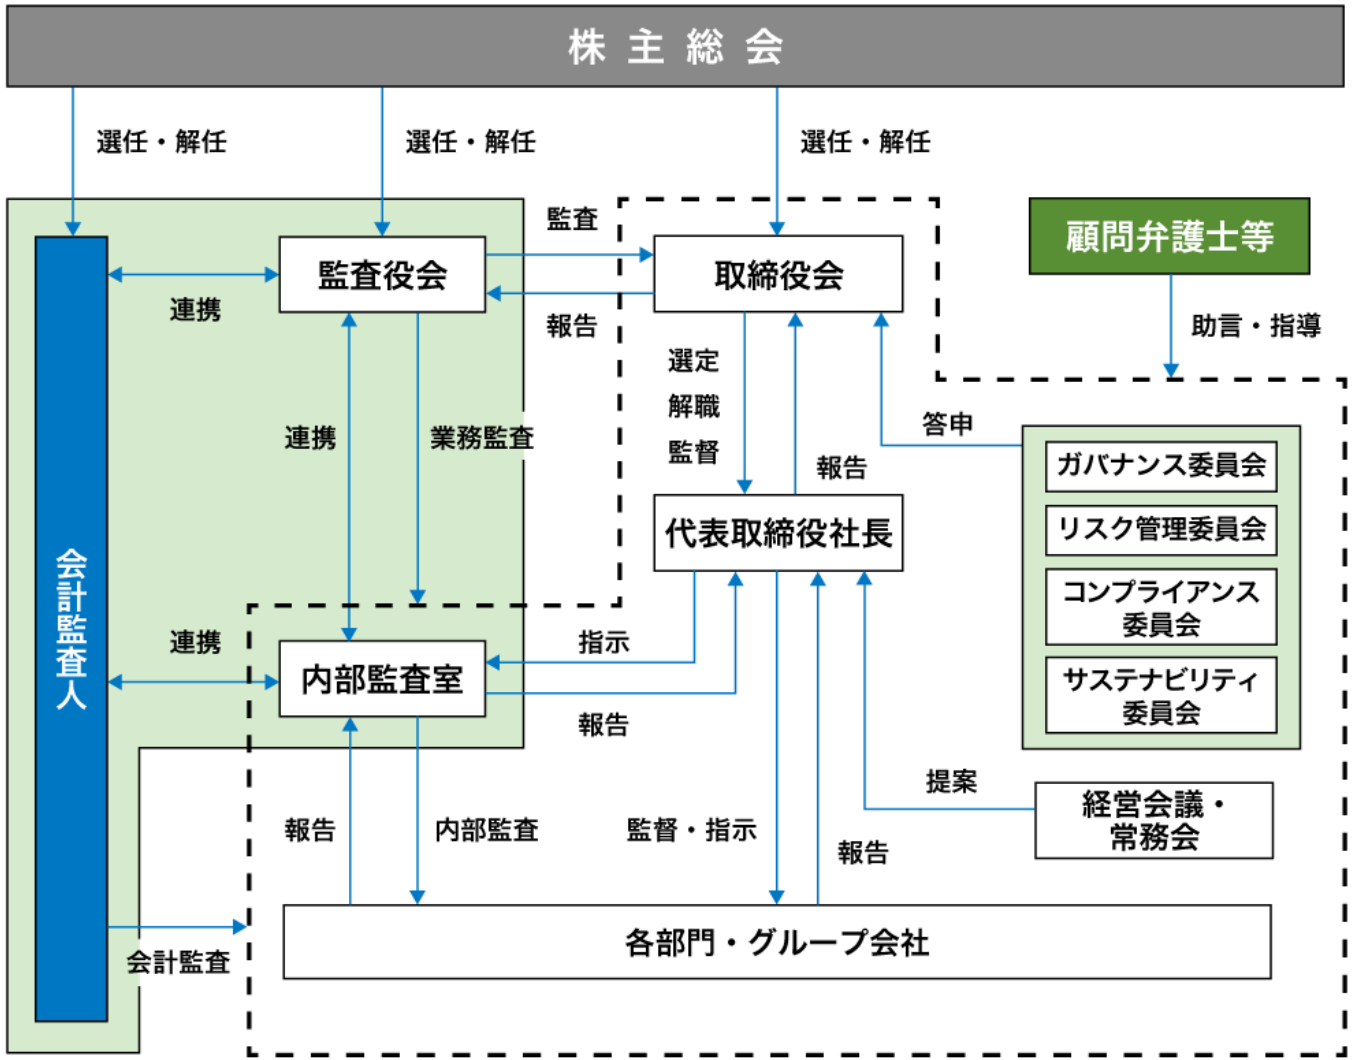 株主総会
選任・解任
選任・解任
選任・解任
監査
顧問弁護士等
監査役会
取締役会
連携
報告
助言・指導
選定
解職
監督
連携
業務監査
答申
報告
ガバナンス委員会
リスク管理委員会
代表取締役社長
コンプライアンス
委員会
会計監査人
連携
指示
内部監査室
サステナビリティ
委員会
報告
提案
経営会議・
常務会
報告
内部監査
監督・指示
報告
各部門・グループ会社
会計監査